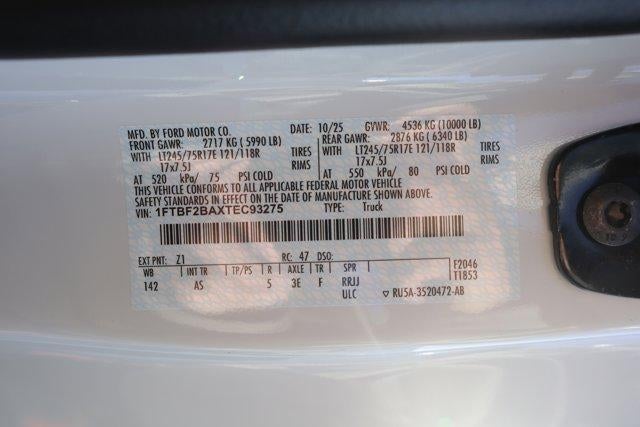 MFD. BY FORD MOTOR CO. DATE: 10/25 GVWR: 4536 KG (10000 LB)
FRONT GAWR: 2717 KG ( 5990 LB) REAR GAWR: 2876 KG ( 6340 LB)
WITH LT245/75R17E 121/118R TIRES WITH LT245/75R17E 121/118R TIRES
17x7.5J RIMS 17x7.5J RIMS
AT 520 kPa/ 75 PSI COLD AT 550 kPa/ 80 PSI COLD
THIS VEHICLE CONFORMS TO ALL APPLICABLE FEDERAL MOTOR VEHICLE
SAFETY STANDARDS IN EFFECT ON THE DATE OF MANUFACTURE SHOWN ABOVE.
VIN: 1FTBF2BAXTEC93275 TYPE: Truck
EXT PNT: Z1 RC: 47 DSO: F2046
WB INT TR TP/PS R AXLE TR SPR T1853
142 AS 5 3E F RRJJ
ULC ▽ RU5A-3520472-AB